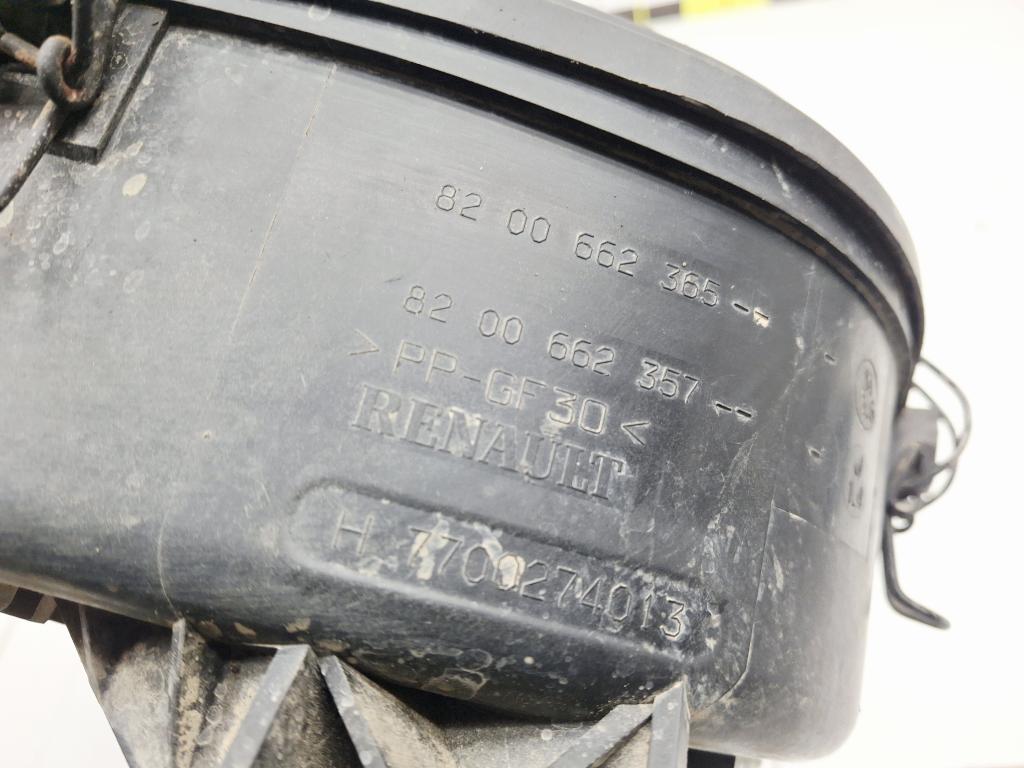 82 00 662 365 --
82 00 662 357 --
>PP-GF30<
RENAULT
H 7700274013